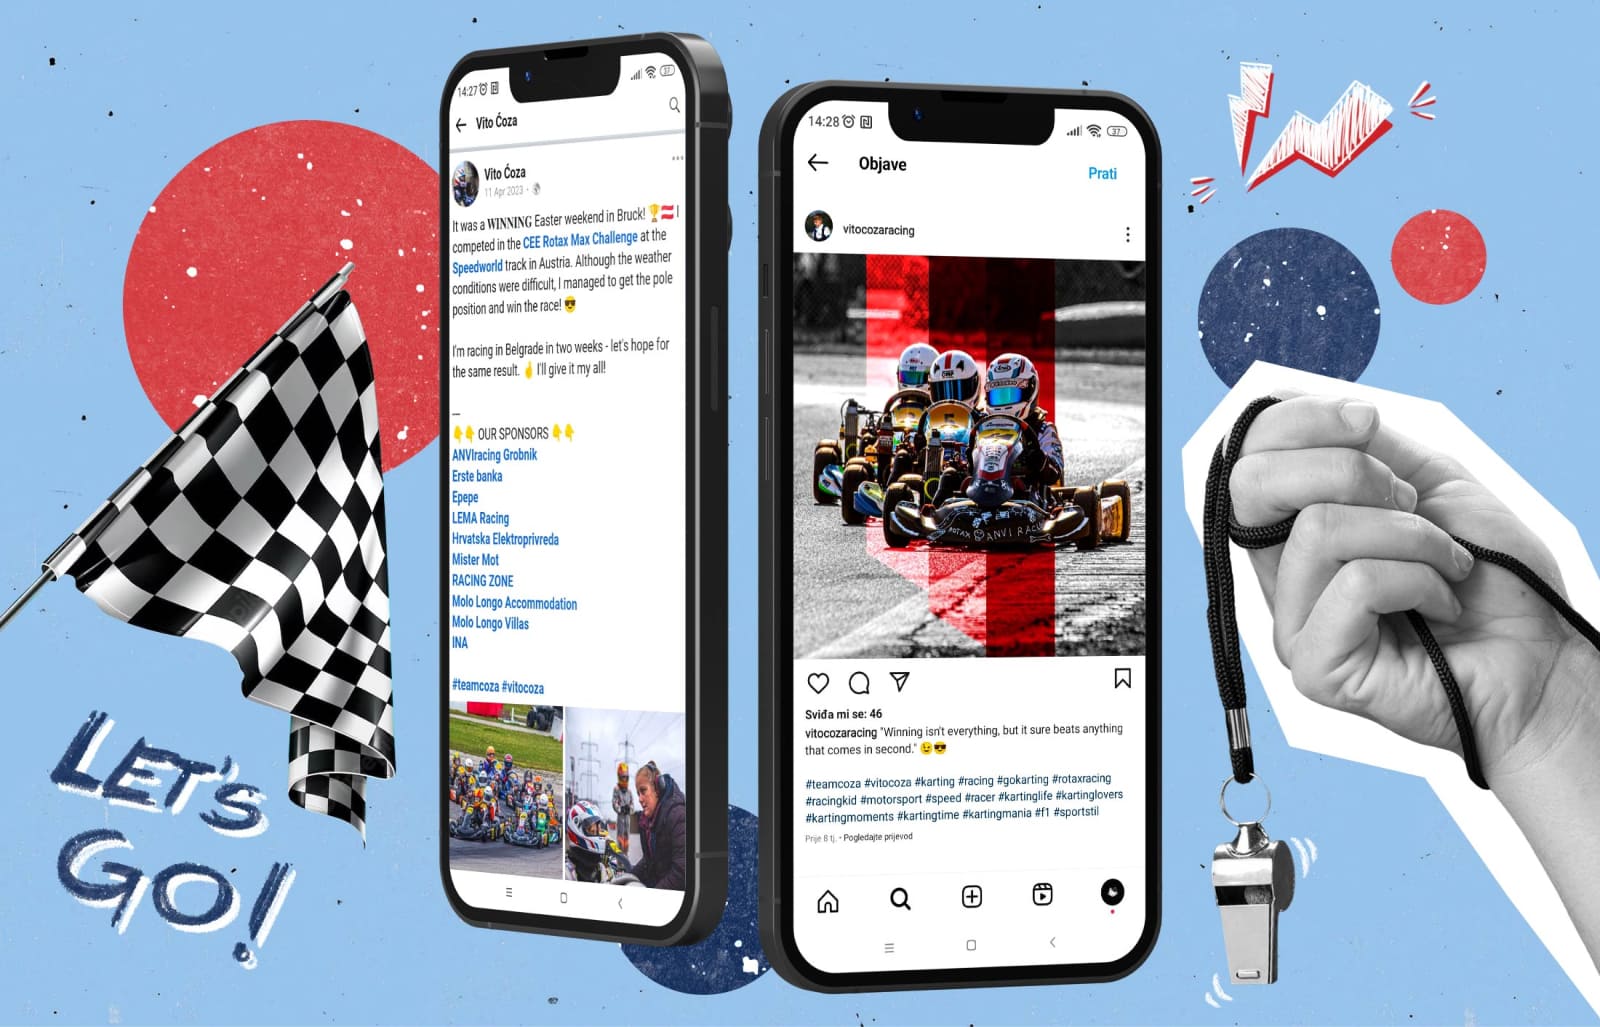 14:27
37
Vito Ćoza
Vito Ćoza
11 Apr 2023
It was a WINNING Easter weekend in Bruck! 🏆🇦🇹 I
competed in the CEE Rotax Max Challenge at the
Speedworld track in Austria. Although the weather
conditions were difficult, I managed to get the pole
position and win the race! 😎
I'm racing in Belgrade in two weeks - let's hope for
the same result. 🤞 I'll give it my all!
—
👇👇 OUR SPONSORS 👇👇
ANVIracing Grobnik
Erste banka
Epepe
LEMA Racing
Hrvatska Elektroprivreda
Mister Mot
RACING ZONE
Molo Longo Accommodation
Molo Longo Villas
INA
#teamcoza #vitocoza
14:28
37
Objave
Prati
vitocozaracing
ROTAX ANVI RACING
Sviđa mi se: 46
vitocozaracing "Winning isn't everything, but it sure beats anything
that comes in second." 😉😎
#teamcoza #vitocoza #karting #racing #gokarting #rotaxracing
#racingkid #motorsport #speed #racer #kartinglife #kartinglovers
#kartingmoments #kartingtime #kartingmania #f1 #sportstil
Prije 8 tj. • Pogledajte prijevod
LET'S
GO!